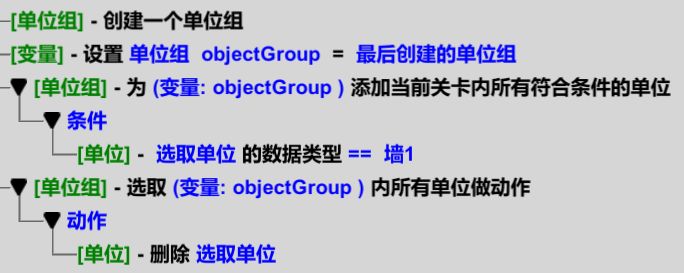 [单位组] - 创建一个单位组
[变量] - 设置 单位组 objectGroup = 最后创建的单位组
[单位组] - 为 (变量: objectGroup ) 添加当前关卡内所有符合条件的单位
条件
[单位] - 选取单位 的数据类型 == 墙1
[单位组] - 选取 (变量: objectGroup ) 内所有单位做动作
动作
[单位] - 删除 选取单位